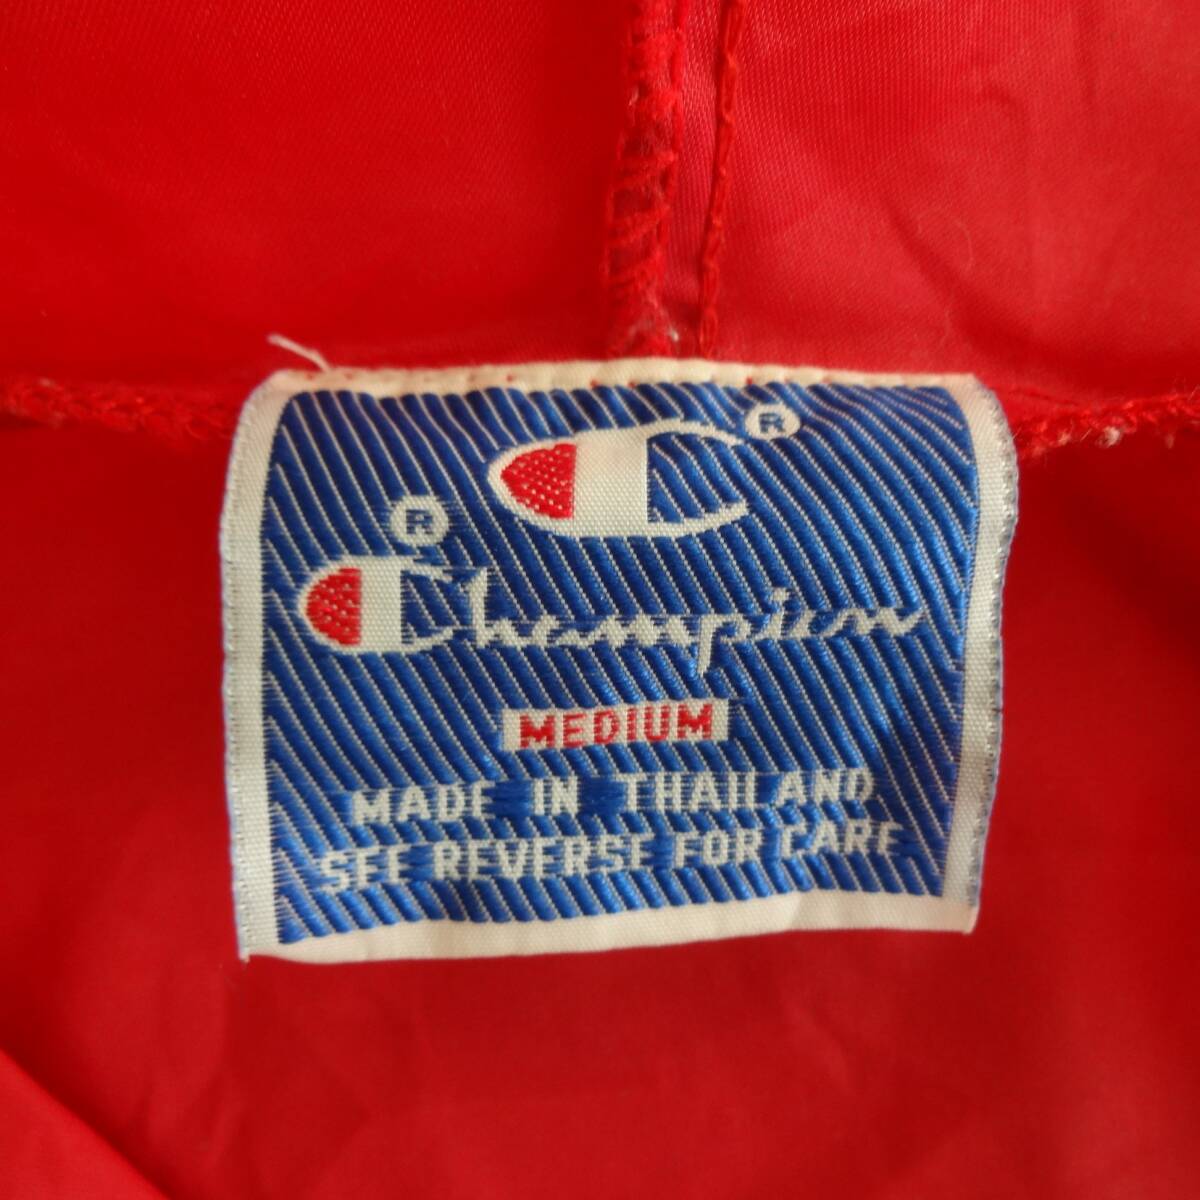 ®
®
Champion
MEDIUM
MADE IN THAILAND
SEE REVERSE FOR CARE